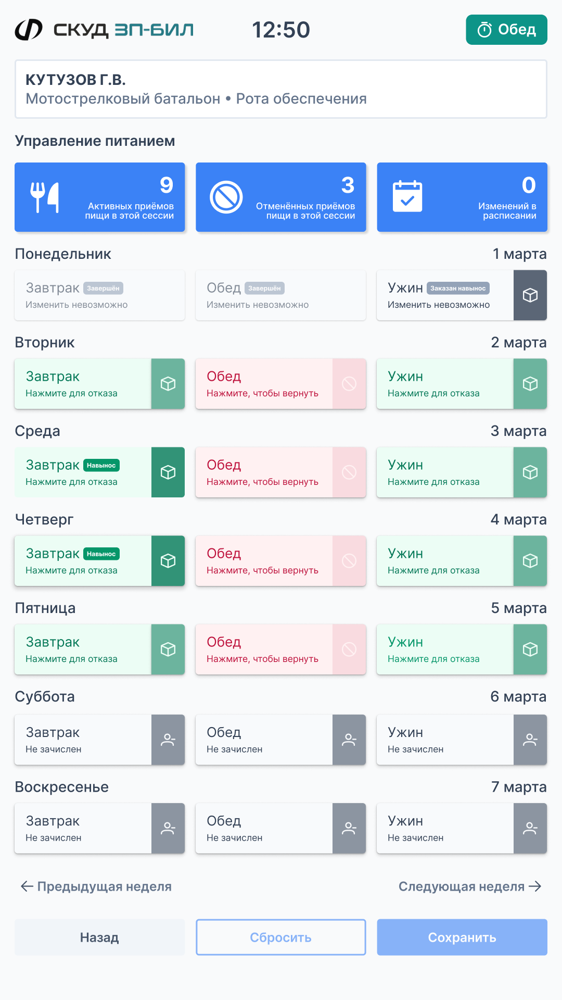 СКУД ЗП-БИЛ
12:50
Обед
КУТУЗОВ Г.В.
Мотострелковый батальон • Рота обеспечения
Управление питанием
9
Активных приёмов
пищи в этой сессии
3
Отменённых приёмов
пищи в этой сессии
0
Изменений в
расписании
Понедельник
1 марта
Завтрак Завершён
Изменить невозможно
Обед Завершён
Изменить невозможно
Ужин Заказан навынос
Изменить невозможно
Вторник
2 марта
Завтрак
Нажмите для отказа
Обед
Нажмите, чтобы вернуть
Ужин
Нажмите для отказа
Среда
3 марта
Завтрак Навынос
Нажмите для отказа
Обед
Нажмите, чтобы вернуть
Ужин
Нажмите для отказа
Четверг
4 марта
Завтрак Навынос
Нажмите для отказа
Обед
Нажмите, чтобы вернуть
Ужин
Нажмите для отказа
Пятница
5 марта
Завтрак
Нажмите для отказа
Обед
Нажмите, чтобы вернуть
Ужин
Нажмите для отказа
Суббота
6 марта
Завтрак
Не зачислен
Обед
Не зачислен
Ужин
Не зачислен
Воскресенье
7 марта
Завтрак
Не зачислен
Обед
Не зачислен
Ужин
Не зачислен
← Предыдущая неделя
Следующая неделя →
Назад
Сбросить
Сохранить